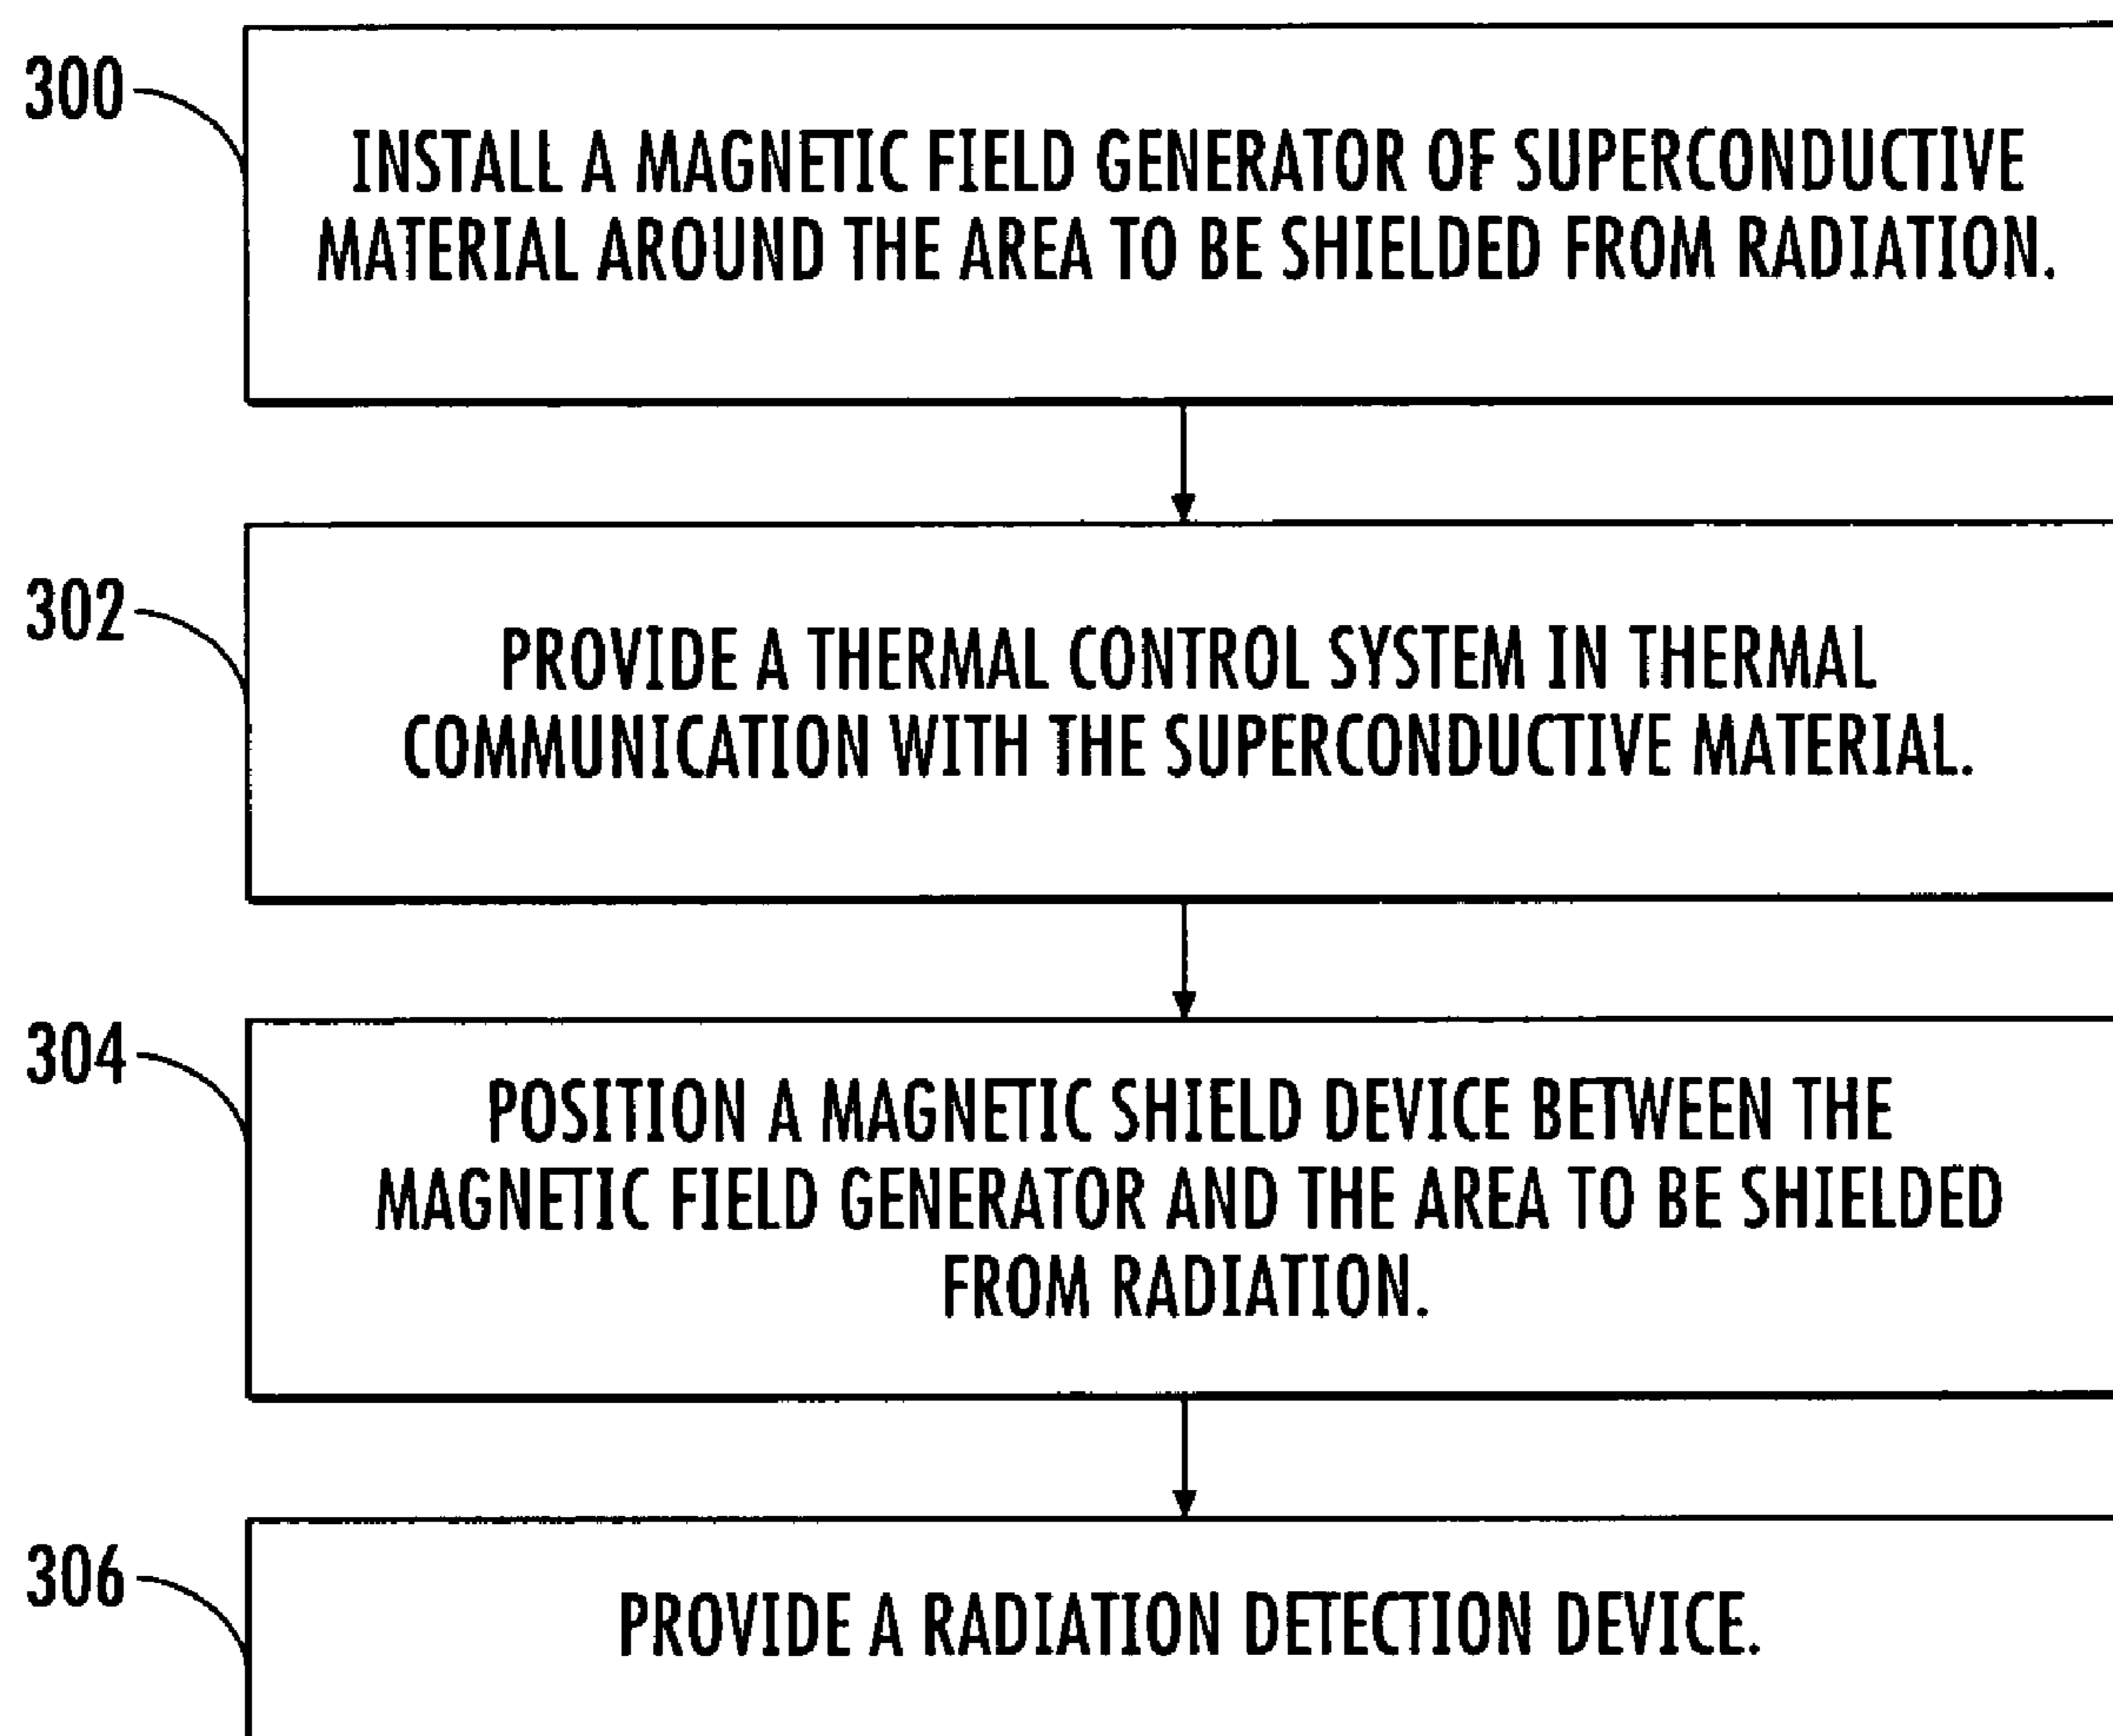 300
INSTALL A MAGNETIC FIELD GENERATOR OF SUPERCONDUCTIVE
MATERIAL AROUND THE AREA TO BE SHIELDED FROM RADIATION.
302
PROVIDE A THERMAL CONTROL SYSTEM IN THERMAL
COMMUNICATION WITH THE SUPERCONDUCTIVE MATERIAL.
304
POSITION A MAGNETIC SHIELD DEVICE BETWEEN THE
MAGNETIC FIELD GENERATOR AND THE AREA TO BE SHIELDED
FROM RADIATION.
306
PROVIDE A RADIATION DETECTION DEVICE.